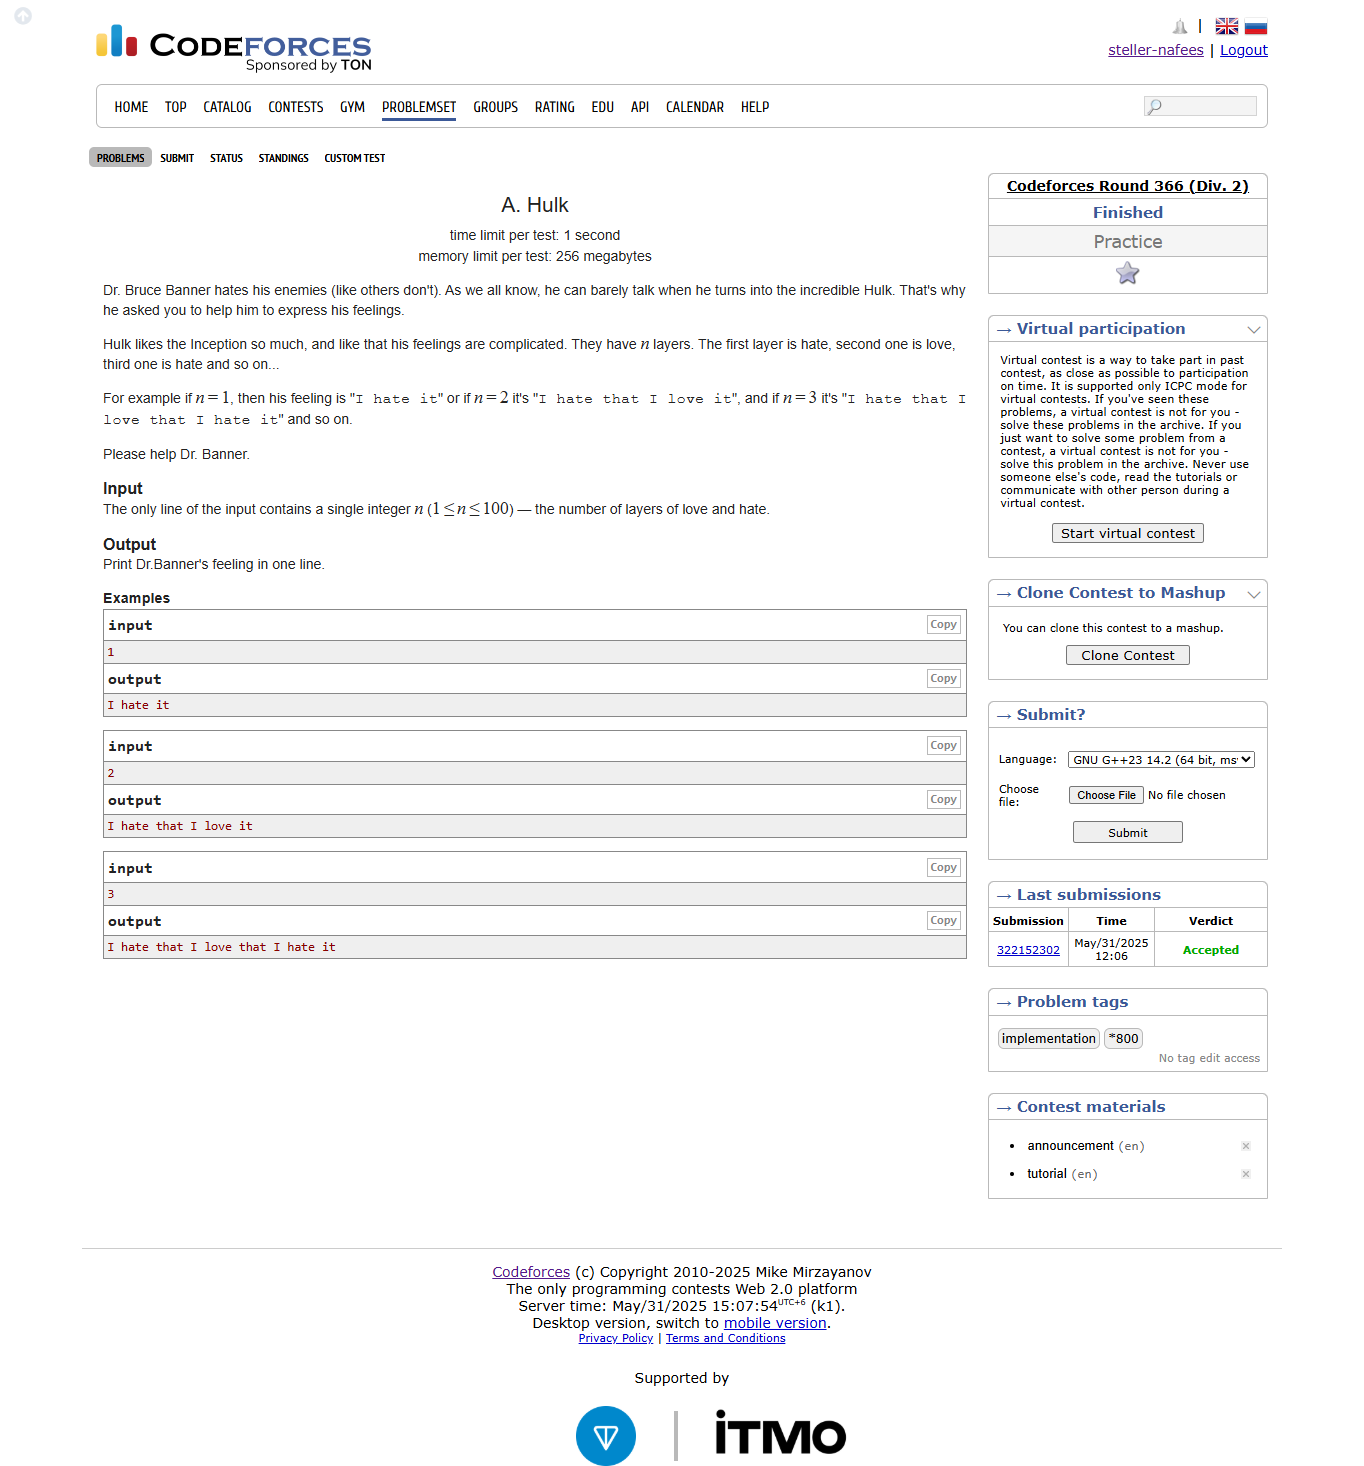 CODEFORCES
Sponsored by TON
|
steller-nafees | Logout
HOME TOP CATALOG CONTESTS GYM PROBLEMSET GROUPS RATING EDU API CALENDAR HELP
PROBLEMS SUBMIT STATUS STANDINGS CUSTOM TEST
A. Hulk
time limit per test: 1 second
memory limit per test: 256 megabytes
Dr. Bruce Banner hates his enemies (like others don't). As we all know, he can barely talk when he turns into the incredible Hulk. That's why
he asked you to help him to express his feelings.
Hulk likes the Inception so much, and like that his feelings are complicated. They have n layers. The first layer is hate, second one is love,
third one is hate and so on...
For example if n = 1, then his feeling is "I hate it" or if n = 2 it's "I hate that I love it", and if n = 3 it's "I hate that I
love that I hate it" and so on.
Please help Dr. Banner.
Input
The only line of the input contains a single integer n (1 ≤ n ≤ 100) — the number of layers of love and hate.
Output
Print Dr.Banner's feeling in one line.
Examples
input Copy
1
output Copy
I hate it
input Copy
2
output Copy
I hate that I love it
input Copy
3
output Copy
I hate that I love that I hate it
Codeforces Round 366 (Div. 2)
Finished
Practice
→ Virtual participation
Virtual contest is a way to take part in past
contest, as close as possible to participation
on time. It is supported only ICPC mode for
virtual contests. If you've seen these
problems, a virtual contest is not for you -
solve these problems in the archive. If you
just want to solve some problem from a
contest, a virtual contest is not for you -
solve this problem in the archive. Never use
someone else's code, read the tutorials or
communicate with other person during a
virtual contest.
Start virtual contest
→ Clone Contest to Mashup
You can clone this contest to a mashup.
Clone Contest
→ Submit?
Language: GNU G++23 14.2 (64 bit, ms
Choose
file: Choose File No file chosen
Submit
→ Last submissions
Submission Time Verdict
322152302 May/31/2025
12:06 Accepted
→ Problem tags
implementation *800
No tag edit access
→ Contest materials
• announcement (en)
• tutorial (en)
Codeforces (c) Copyright 2010-2025 Mike Mirzayanov
The only programming contests Web 2.0 platform
Server time: May/31/2025 15:07:54UTC+6 (k1).
Desktop version, switch to mobile version.
Privacy Policy | Terms and Conditions
Supported by
iTMO